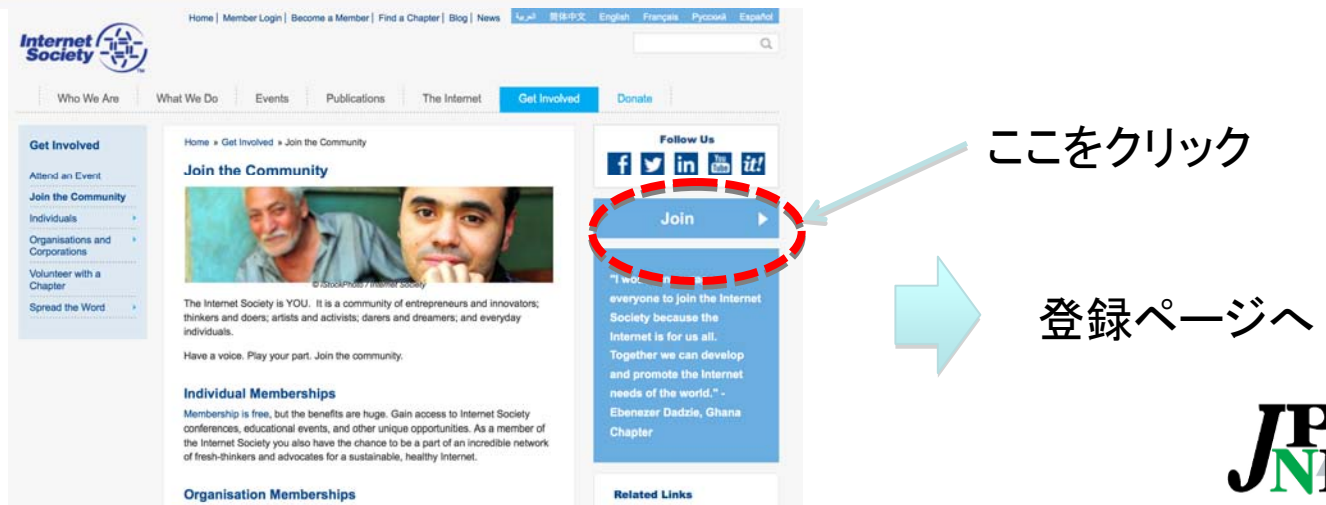 Home | Member Login | Become a Member | Find a Chapter | Blog | News العربية 简体中文 English Français Русский Español
Internet
Society
Who We Are What We Do Events Publications The Internet Get Involved Donate
Get Involved
Attend an Event
Join the Community
Individuals
Organisations and
Corporations
Volunteer with a
Chapter
Spread the Word
Home » Get Involved » Join the Community
Join the Community
© iStockPhoto / Internet Society
The Internet Society is YOU. It is a community of entrepreneurs and innovators;
thinkers and doers; artists and activists; darers and dreamers; and everyday
individuals.
Have a voice. Play your part. Join the community.
Individual Memberships
Membership is free, but the benefits are huge. Gain access to Internet Society
conferences, educational events, and other unique opportunities. As a member of
the Internet Society you also have the chance to be a part of an incredible network
of fresh-thinkers and advocates for a sustainable, healthy Internet.
Organisation Memberships
Follow Us
f in You Tube it!
Join
"I
everyone to join the Internet
Society because the
Internet is for us all.
Together we can develop
and promote the Internet
needs of the world." -
Ebenezer Dadzie, Ghana
Chapter
Related Links
ここをクリック
登録ページへ
JP
N